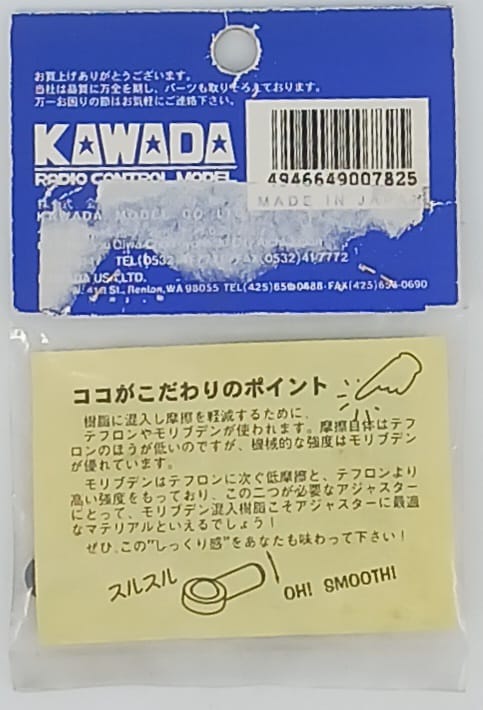 お買上げありがとうございます。
当社は品質に万全を期し、パーツも取りそろえております。
万一お困りの節はお気軽にご連絡下さい。
KAWADA
RADIO CONTROL MODEL
4946649007825
MADE IN JAPAN
KAWADA MODEL CO
TEL(0532)41-7771 FAX(0532)41-7772
US LTD.
St., Renton,WA 98055 TEL(425)656-0488·FAX(425)656-0690
ココがこだわりのポイント
樹脂に混入し摩擦を軽減するために、
テフロンやモリブデンが使われます。摩擦自体はテフ
ロンのほうが低いのですが、機械的な強度はモリブデン
が優れています。
モリブデンはテフロンに次ぐ低摩擦と、テフロンより
高い強度をもっており、この二つが必要なアジャスター
にとって、モリブデン混入樹脂こそアジャスターに最適
なマテリアルといえるでしょう!
ぜひ、この"しっくり感"をあなたも味わって下さい!
スルスル
OH! SMOOTH!